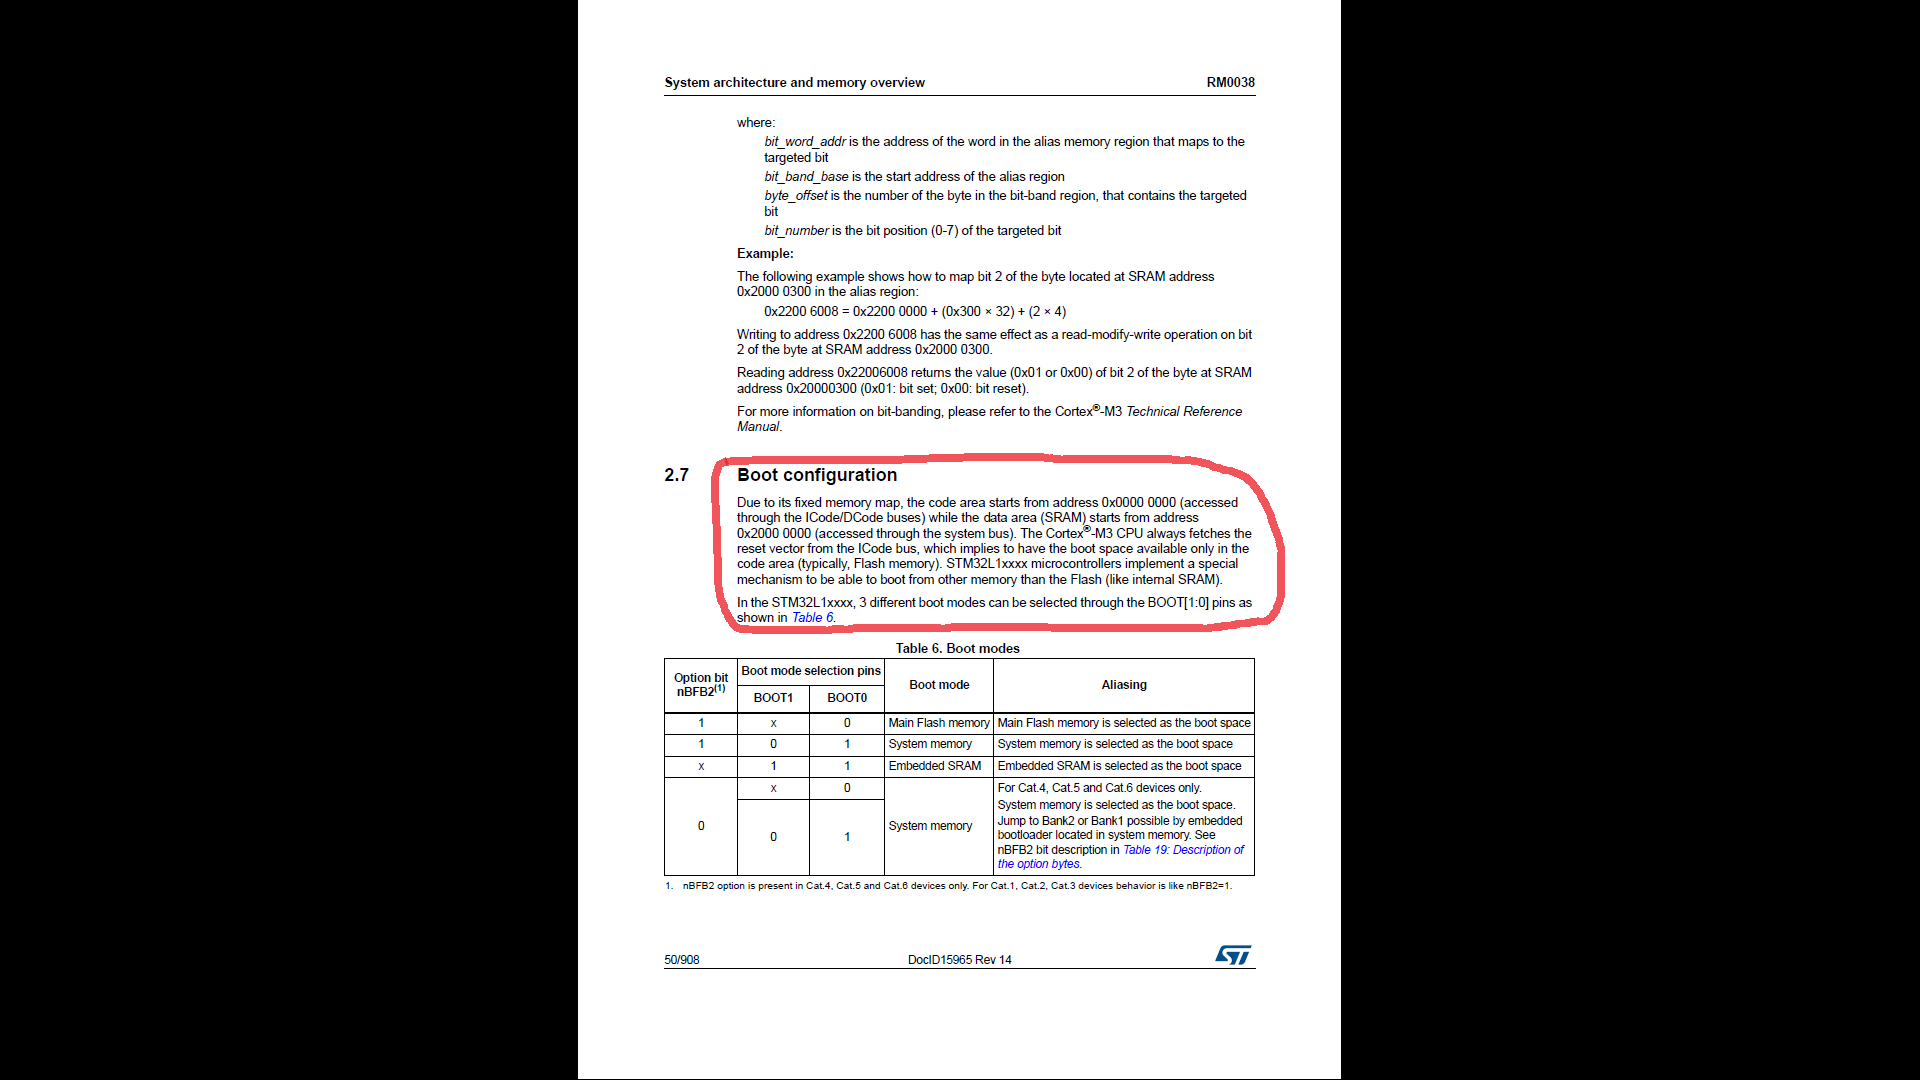 System architecture and memory overview RM0038
where:
bit_word_addr is the address of the word in the alias memory region that maps to the
targeted bit
bit_band_base is the start address of the alias region
byte_offset is the number of the byte in the bit-band region, that contains the targeted
bit
bit_number is the bit position (0-7) of the targeted bit
Example:
The following example shows how to map bit 2 of the byte located at SRAM address
0x2000 0300 in the alias region:
0x2200 6008 = 0x2200 0000 + (0x300 × 32) + (2 × 4)
Writing to address 0x2200 6008 has the same effect as a read-modify-write operation on bit
2 of the byte at SRAM address 0x2000 0300.
Reading address 0x22006008 returns the value (0x01 or 0x00) of bit 2 of the byte at SRAM
address 0x20000300 (0x01: bit set; 0x00: bit reset).
For more information on bit-banding, please refer to the Cortex®-M3 Technical Reference
Manual.
2.7 Boot configuration
Due to its fixed memory map, the code area starts from address 0x0000 0000 (accessed
through the ICode/DCode buses) while the data area (SRAM) starts from address
0x2000 0000 (accessed through the system bus). The Cortex®-M3 CPU always fetches the
reset vector from the ICode bus, which implies to have the boot space available only in the
code area (typically, Flash memory). STM32L1xxxx microcontrollers implement a special
mechanism to be able to boot from other memory than the Flash (like internal SRAM).
In the STM32L1xxxx, 3 different boot modes can be selected through the BOOT[1:0] pins as
shown in Table 6.
Table 6. Boot modes
Option bit
nBFB2(1)
Boot mode selection pins
Boot mode
Aliasing
BOOT1 BOOT0
1 x 0 Main Flash memory Main Flash memory is selected as the boot space
1 0 1 System memory System memory is selected as the boot space
x 1 1 Embedded SRAM Embedded SRAM is selected as the boot space
0
x 0
0 1
System memory
For Cat.4, Cat.5 and Cat.6 devices only.
System memory is selected as the boot space.
Jump to Bank2 or Bank1 possible by embedded
bootloader located in system memory. See
nBFB2 bit description in Table 19: Description of
the option bytes.
1. nBFB2 option is present in Cat.4, Cat.5 and Cat.6 devices only. For Cat.1, Cat.2, Cat.3 devices behavior is like nBFB2=1.
50/908 DocID15965 Rev 14 ST